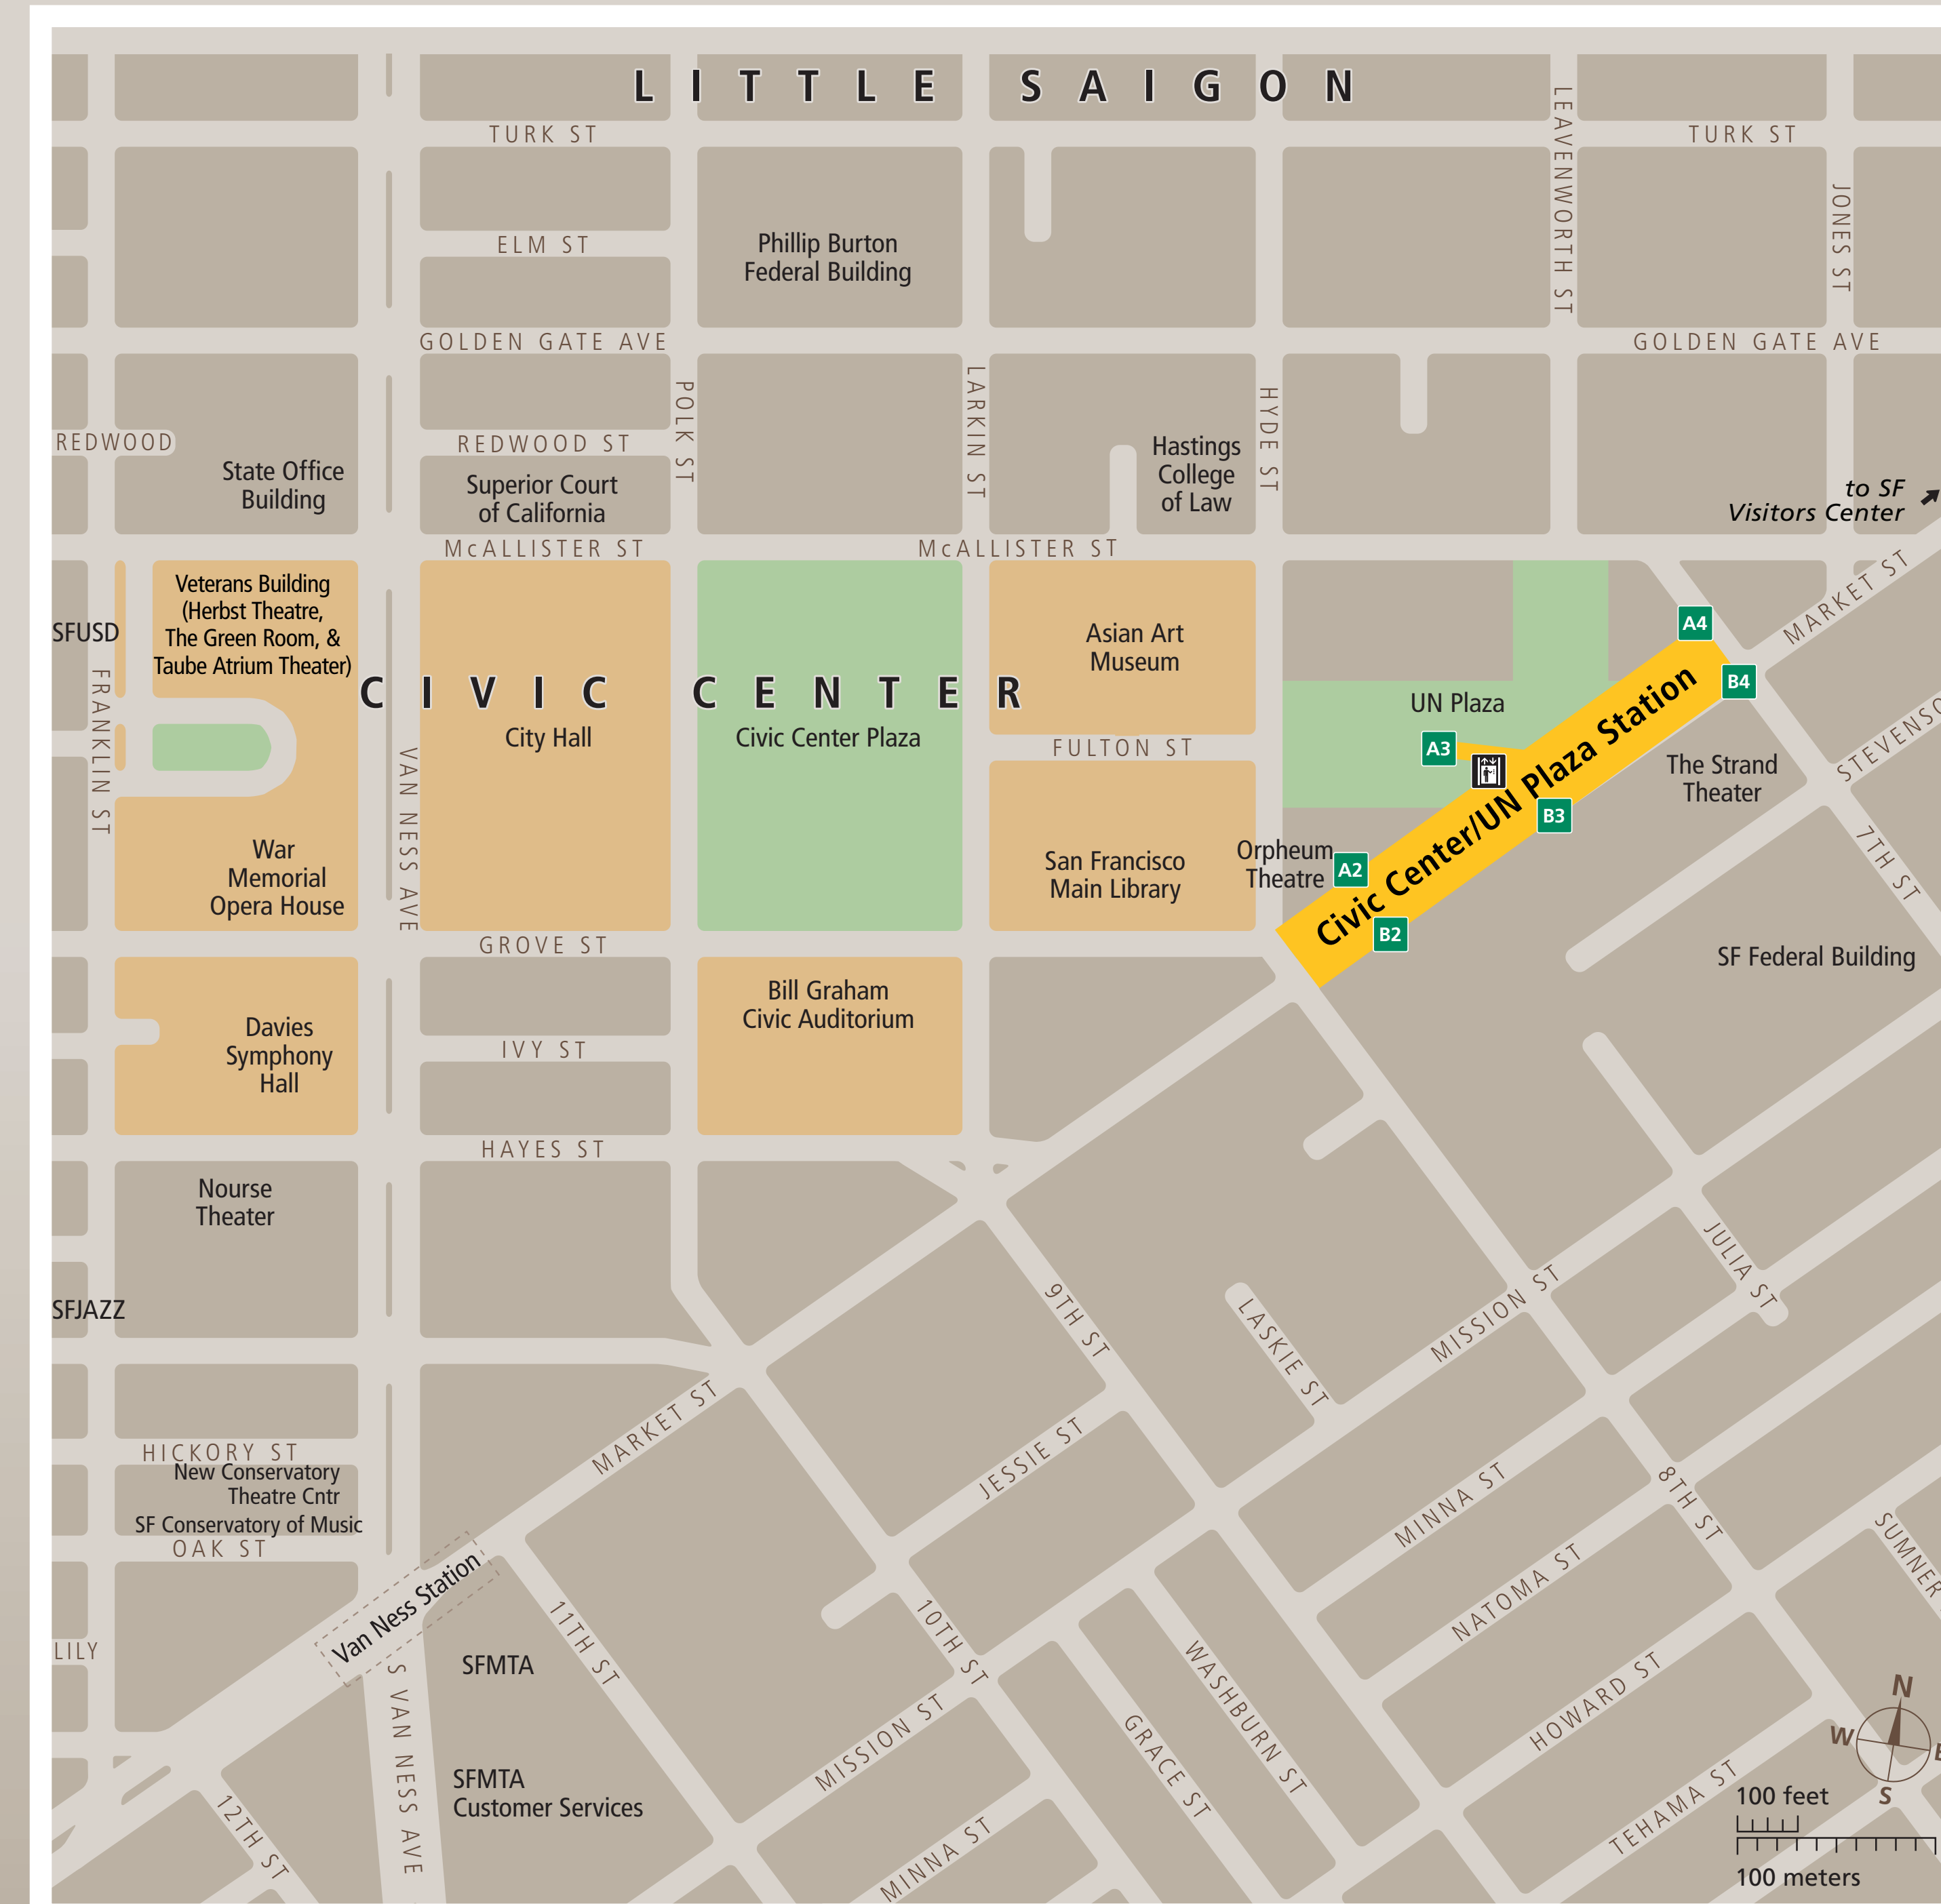 LITTLE SAIGON
TURK ST
TURK ST
LEAVENWORTH ST
JONES ST
ELM ST
Phillip Burton
Federal Building
GOLDEN GATE AVE
GOLDEN GATE AVE
POLK ST
LARKIN ST
HYDE ST
REDWOOD
REDWOOD ST
State Office
Building
Superior Court
of California
Hastings
College
of Law
to SF
Visitors Center
McALLISTER ST
McALLISTER ST
MARKET ST
Veterans Building
(Herbst Theatre,
The Green Room, &
Taube Atrium Theater)
SFUSD
FRANKLIN ST
CIVIC CENTER
VAN NESS AVE
City Hall
Civic Center Plaza
Asian Art
Museum
FULTON ST
UN Plaza
A4
B4
A3
B3
A2
B2
Civic Center/UN Plaza Station
The Strand
Theater
STEVENSO
7TH ST
War
Memorial
Opera House
San Francisco
Main Library
Orpheum
Theatre
SF Federal Building
GROVE ST
Davies
Symphony
Hall
IVY ST
Bill Graham
Civic Auditorium
HAYES ST
Nourse
Theater
SFJAZZ
9TH ST
LASKIE ST
MISSION ST
JULIA ST
MARKET ST
JESSIE ST
MINNA ST
8TH ST
NATOMA ST
SUMNER
HICKORY ST
New Conservatory
Theatre Cntr
SF Conservatory of Music
OAK ST
Van Ness Station
LILY
S VAN NESS AVE
SFMTA
11TH ST
10TH ST
WASHBURN ST
GRACE ST
HOWARD ST
MISSION ST
SFMTA
Customer Services
12TH ST
MINNA ST
TEHAMA ST
N
W
E
S
100 feet
100 meters